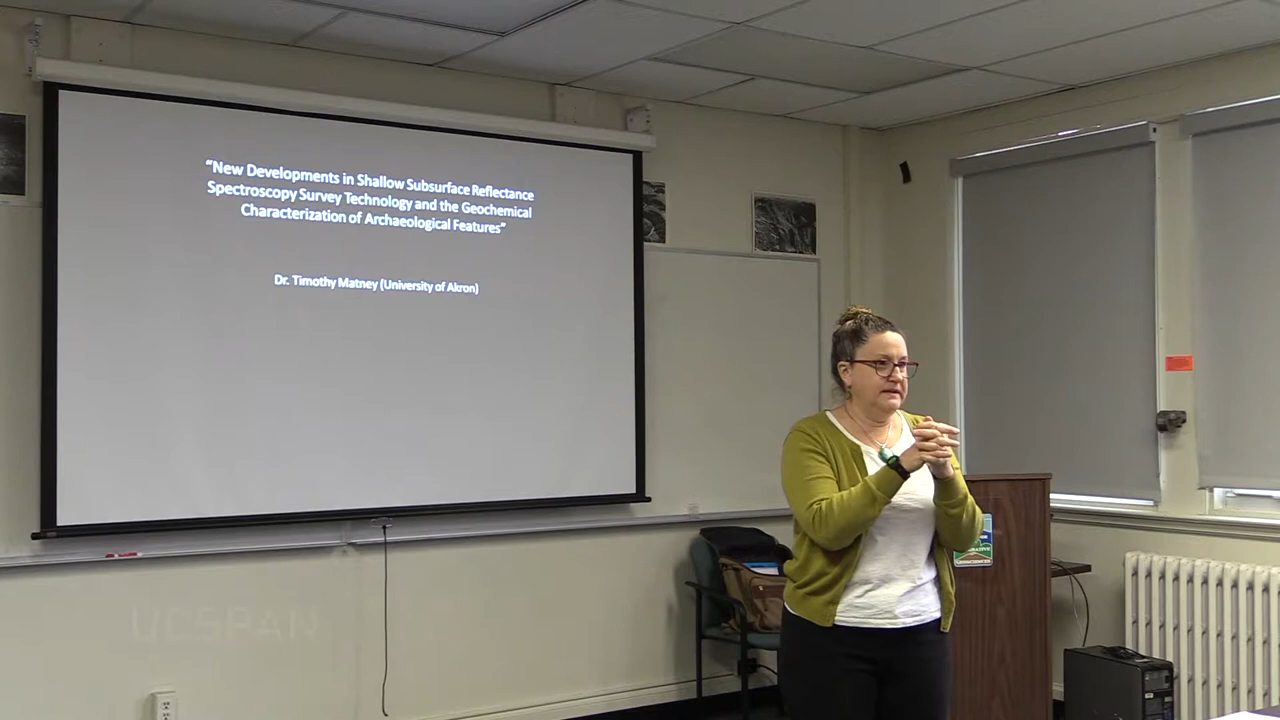 “New Developments in Shallow Subsurface Reflectance
Spectroscopy Survey Technology and the Geochemical
Characterization of Archaeological Features”
Dr. Timothy Matney (University of Akron)
GEOSCIENCES